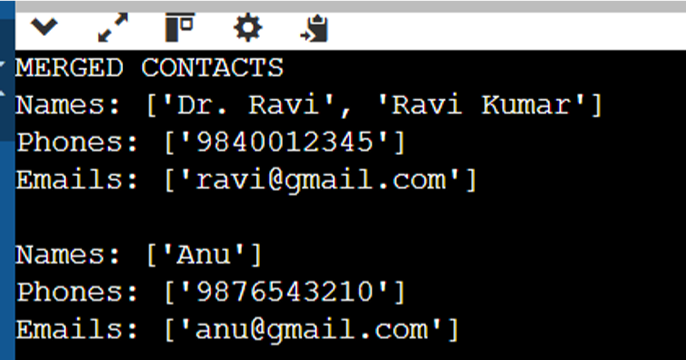 MERGED CONTACTS
Names: ['Dr. Ravi', 'Ravi Kumar']
Phones: ['9840012345']
Emails: ['ravi@gmail.com']
Names: ['Anu']
Phones: ['9876543210']
Emails: ['anu@gmail.com']